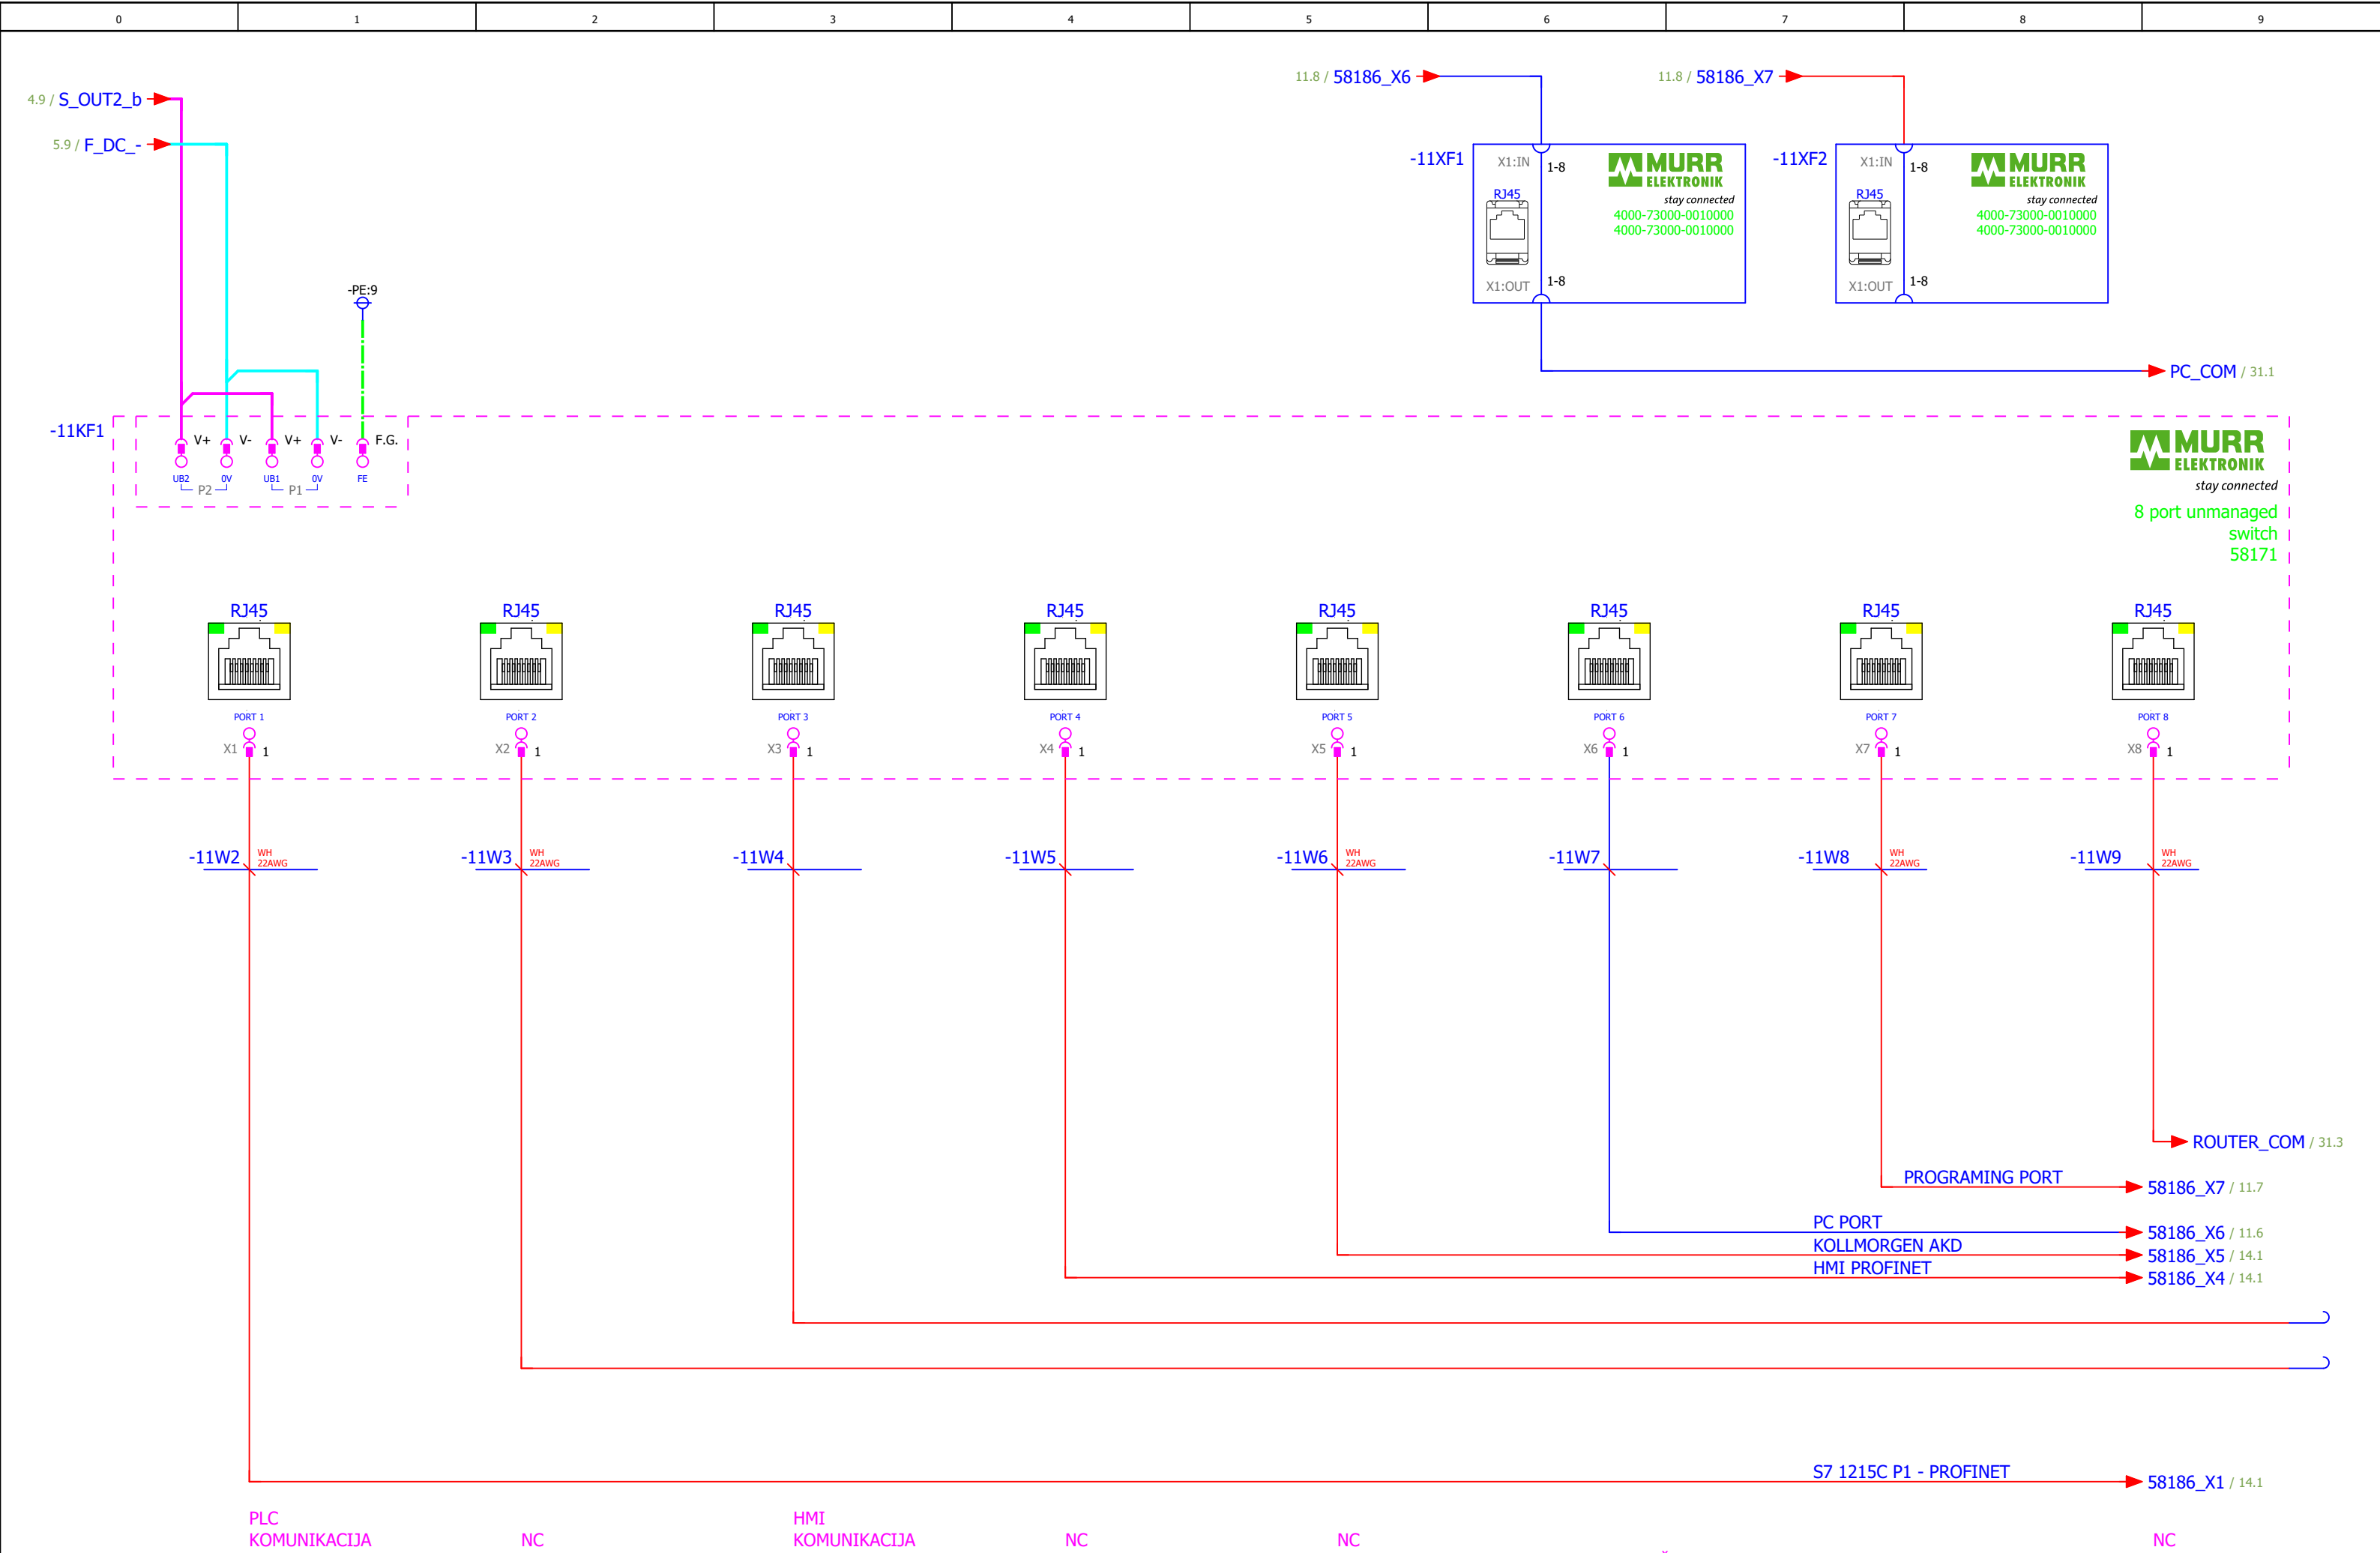 0 1 2 3 4 5 6 7 8 9
11.8 / 58186_X6
11.8 / 58186_X7
4.9 / S_OUT2_b
5.9 / F_DC_-
-11XF1
X1:IN
1-8
RJ45
X1:OUT
1-8
MURR
ELEKTRONIK
stay connected
4000-73000-0010000
4000-73000-0010000
-11XF2
X1:IN
1-8
RJ45
X1:OUT
1-8
MURR
ELEKTRONIK
stay connected
4000-73000-0010000
4000-73000-0010000
-PE:9
PC_COM / 31.1
-11KF1
V+ V- V+ V- F.G.
UB2 0V UB1 0V FE
P2 P1
MURR
ELEKTRONIK
stay connected
8 port unmanaged
switch
58171
RJ45 RJ45 RJ45 RJ45 RJ45 RJ45 RJ45 RJ45
PORT 1 PORT 2 PORT 3 PORT 4 PORT 5 PORT 6 PORT 7 PORT 8
X1 1 X2 1 X3 1 X4 1 X5 1 X6 1 X7 1 X8 1
-11W2 WH
22AWG
-11W3 WH
22AWG
-11W4
-11W5
-11W6 WH
22AWG
-11W7
-11W8 WH
22AWG
-11W9 WH
22AWG
ROUTER_COM / 31.3
PROGRAMING PORT 58186_X7 / 11.7
PC PORT 58186_X6 / 11.6
KOLLMORGEN AKD 58186_X5 / 14.1
HMI PROFINET 58186_X4 / 14.1
S7 1215C P1 - PROFINET 58186_X1 / 14.1
PLC
KOMUNIKACIJA
NC
HMI
KOMUNIKACIJA
NC
NC
NC